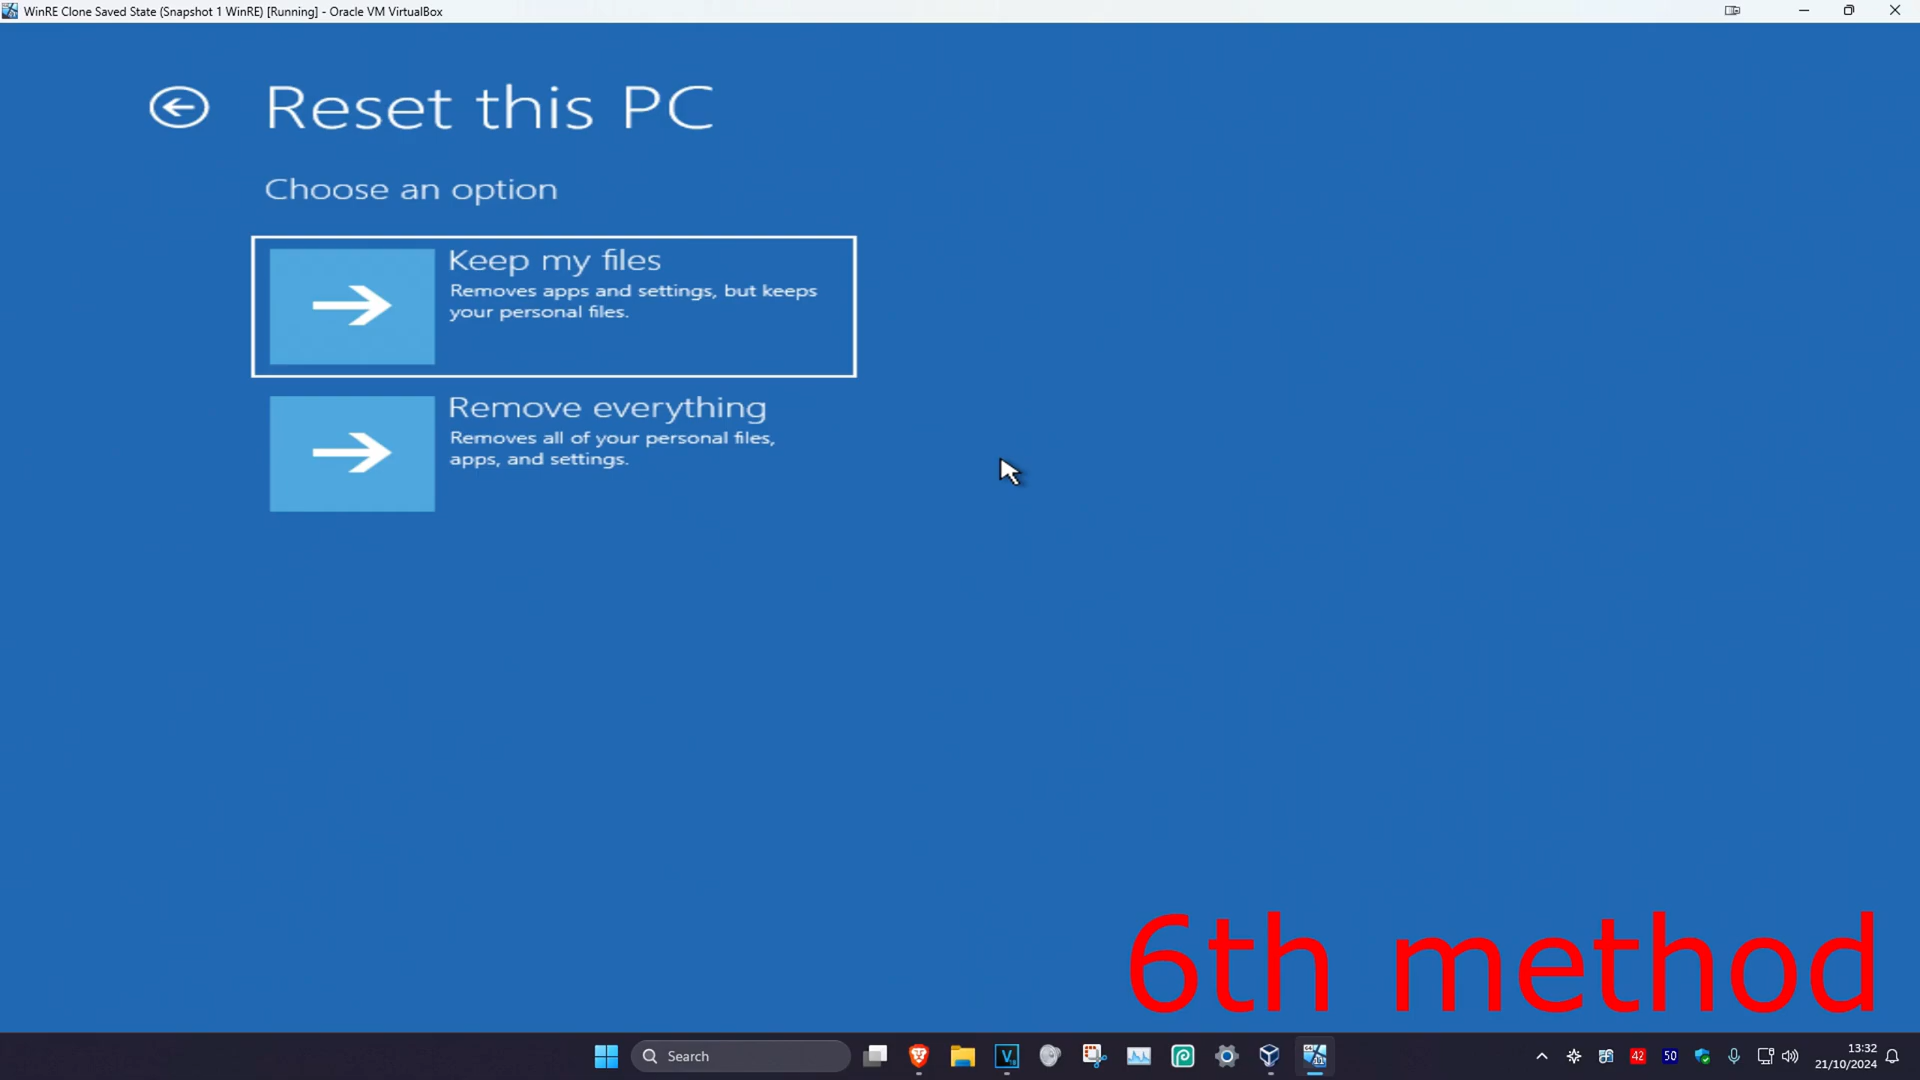 WinRE Clone Saved State (Snapshot 1 WinRE) [Running] - Oracle VM VirtualBox
Reset this PC
Choose an option
Keep my files
Removes apps and settings, but keeps
your personal files.
Remove everything
Removes all of your personal files,
apps, and settings.
6th method
Search
42
50
13:32
21/10/2024